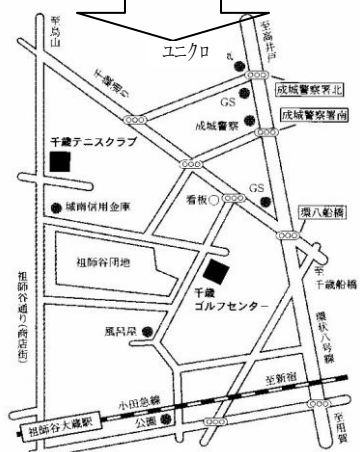 ユニクロ
至烏山
至高井戸
千歳通り
P
GS
成城警察署北
成城警察
成城警察署南
千歳テニスクラブ
城南信用金庫
看板
GS
環八船橋
祖師谷団地
千歳
ゴルフセンター
至
千歳船橋
祖師谷通り(商店街)
風呂屋
環状八号線
至新宿
小田急線
祖師谷大蔵駅
公園
至用賀